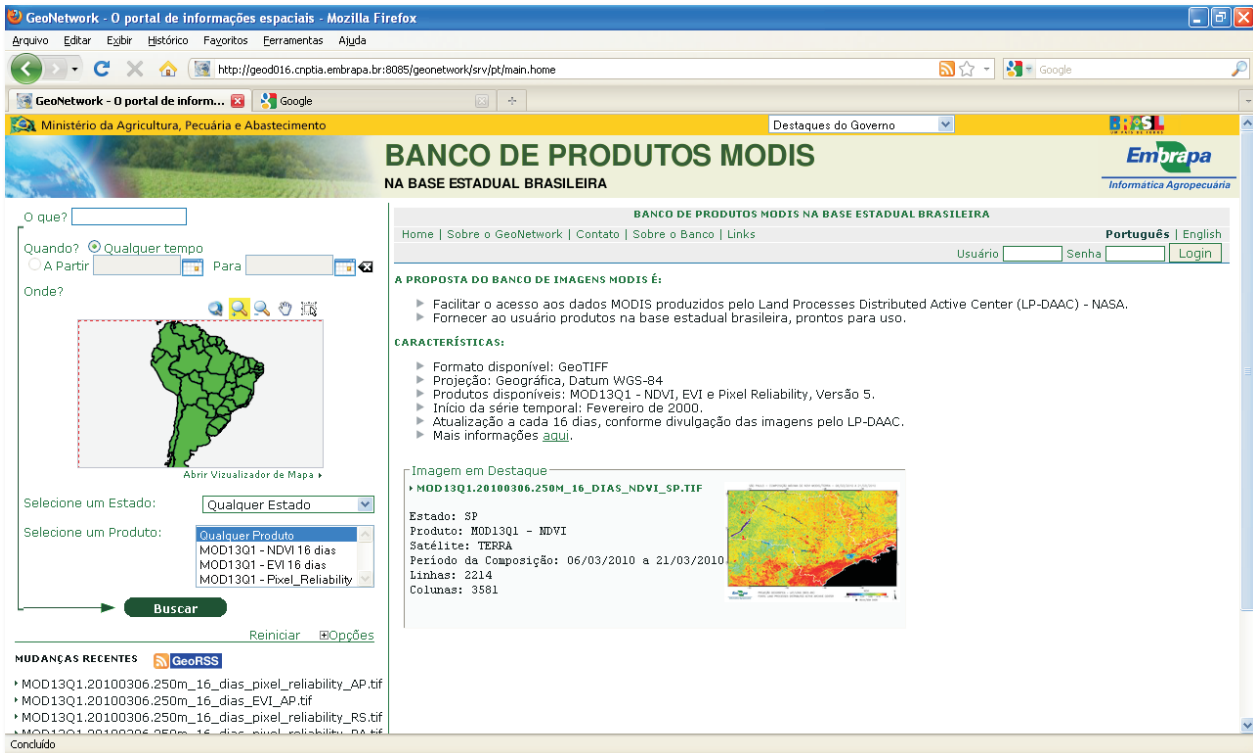 GeoNetwork - O portal de informações espaciais - Mozilla Firefox
Arquivo Editar Exibir Histórico Favoritos Ferramentas Ajuda
http://geod016.cnptia.embrapa.br:8085/geonetwork/srv/pt/main.home
Google
GeoNetwork - O portal de inform...
Google
Ministério da Agricultura, Pecuária e Abastecimento
Destaques do Governo
BRASIL
BANCO DE PRODUTOS MODIS
NA BASE ESTADUAL BRASILEIRA
Embrapa
Informática Agropecuária
O que?
Quando? Qualquer tempo
A Partir Para
Onde?
Abrir Vizualizador de Mapa
Selecione um Estado: Qualquer Estado
Selecione um Produto: Qualquer Produto
MOD13Q1 - NDVI 16 dias
MOD13Q1 - EVI 16 dias
MOD13Q1 - Pixel_Reliability
Buscar
Reiniciar Opções
MUDANÇAS RECENTES GeoRSS
MOD13Q1.20100306.250m_16_dias_pixel_reliability_AP.tif
MOD13Q1.20100306.250m_16_dias_EVI_AP.tif
MOD13Q1.20100306.250m_16_dias_pixel_reliability_RS.tif
BANCO DE PRODUTOS MODIS NA BASE ESTADUAL BRASILEIRA
Home | Sobre o GeoNetwork | Contato | Sobre o Banco | Links
Português | English
Usuário Senha Login
A PROPOSTA DO BANCO DE IMAGENS MODIS É:
Facilitar o acesso aos dados MODIS produzidos pelo Land Processes Distributed Active Center (LP-DAAC) - NASA.
Fornecer ao usuário produtos na base estadual brasileira, prontos para uso.
CARACTERÍSTICAS:
Formato disponível: GeoTIFF
Projeção: Geográfica, Datum WGS-84
Produtos disponíveis: MOD13Q1 - NDVI, EVI e Pixel Reliability, Versão 5.
Início da série temporal: Fevereiro de 2000.
Atualização a cada 16 dias, conforme divulgação das imagens pelo LP-DAAC.
Mais informações aqui.
Imagem em Destaque
MOD13Q1.20100306.250M_16_DIAS_NDVI_SP.TIF
Estado: SP
Produto: MOD13Q1 - NDVI
Satélite: TERRA
Período da Composição: 06/03/2010 a 21/03/2010
Linhas: 2214
Colunas: 3581
Concluído